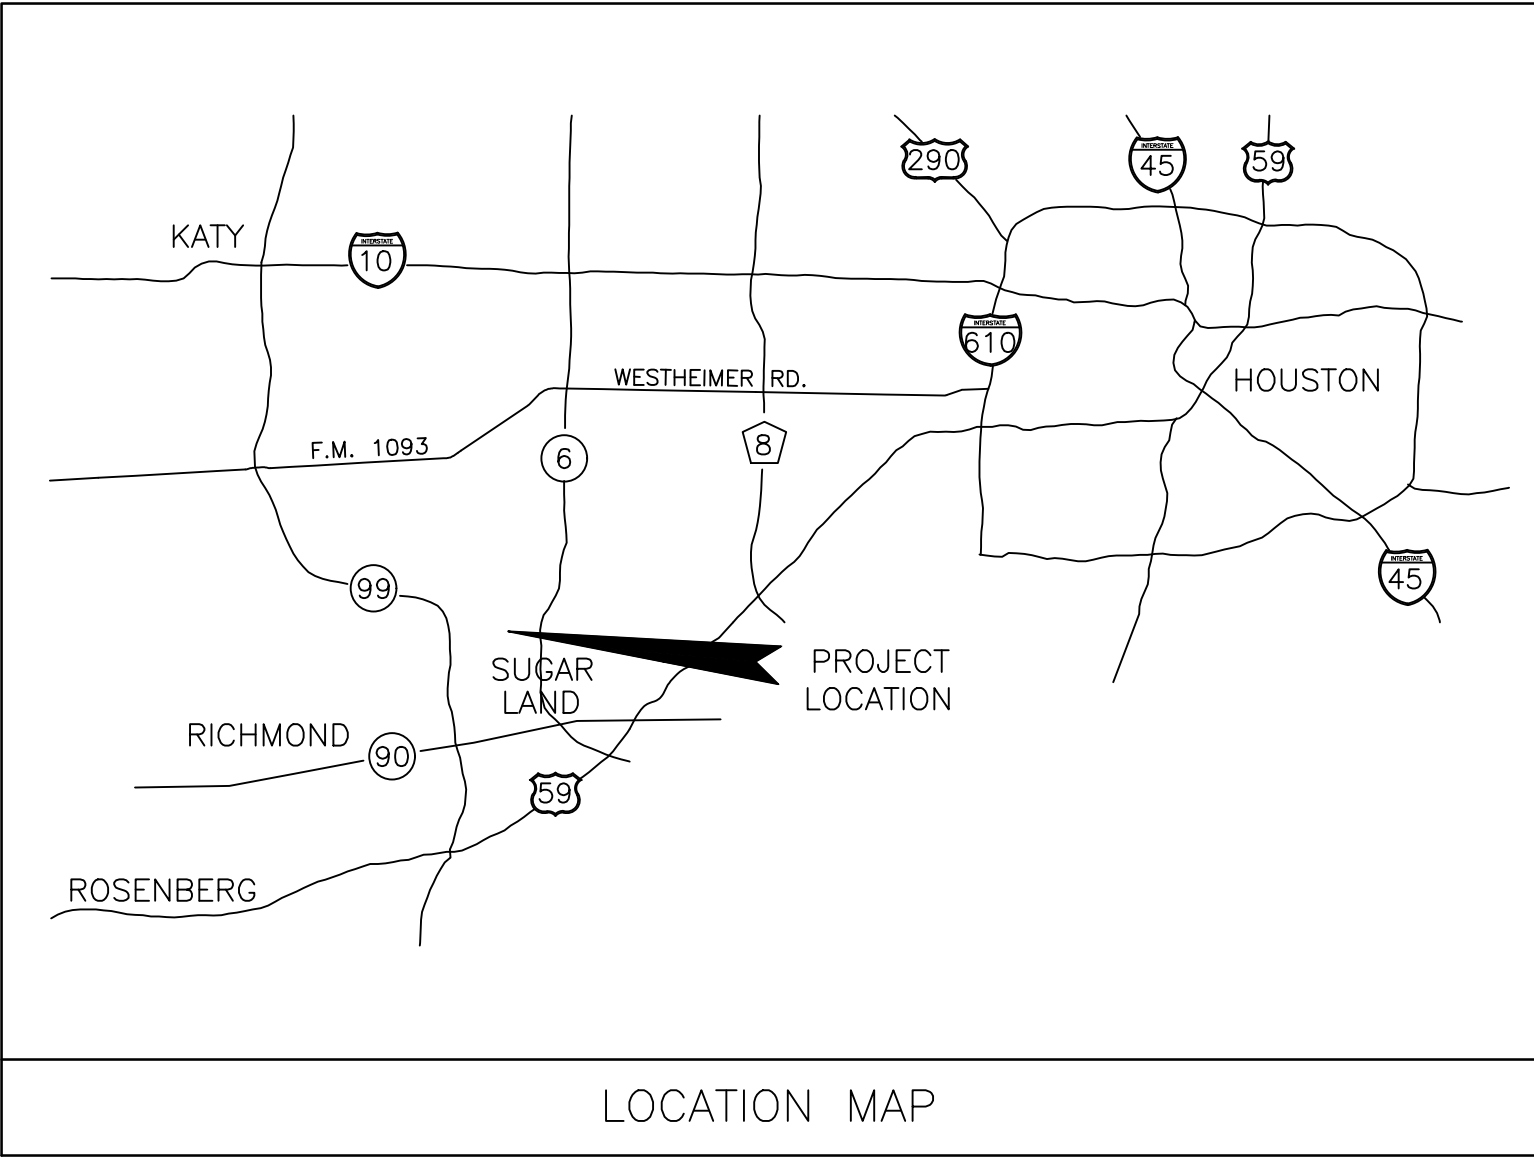 290
INTERSTATE
45
59
KATY
INTERSTATE
10
INTERSTATE
610
WESTHEIMER RD.
HOUSTON
F.M. 1093
6
8
INTERSTATE
45
99
SUGAR
LAND
PROJECT
LOCATION
RICHMOND
90
59
ROSENBERG
LOCATION MAP